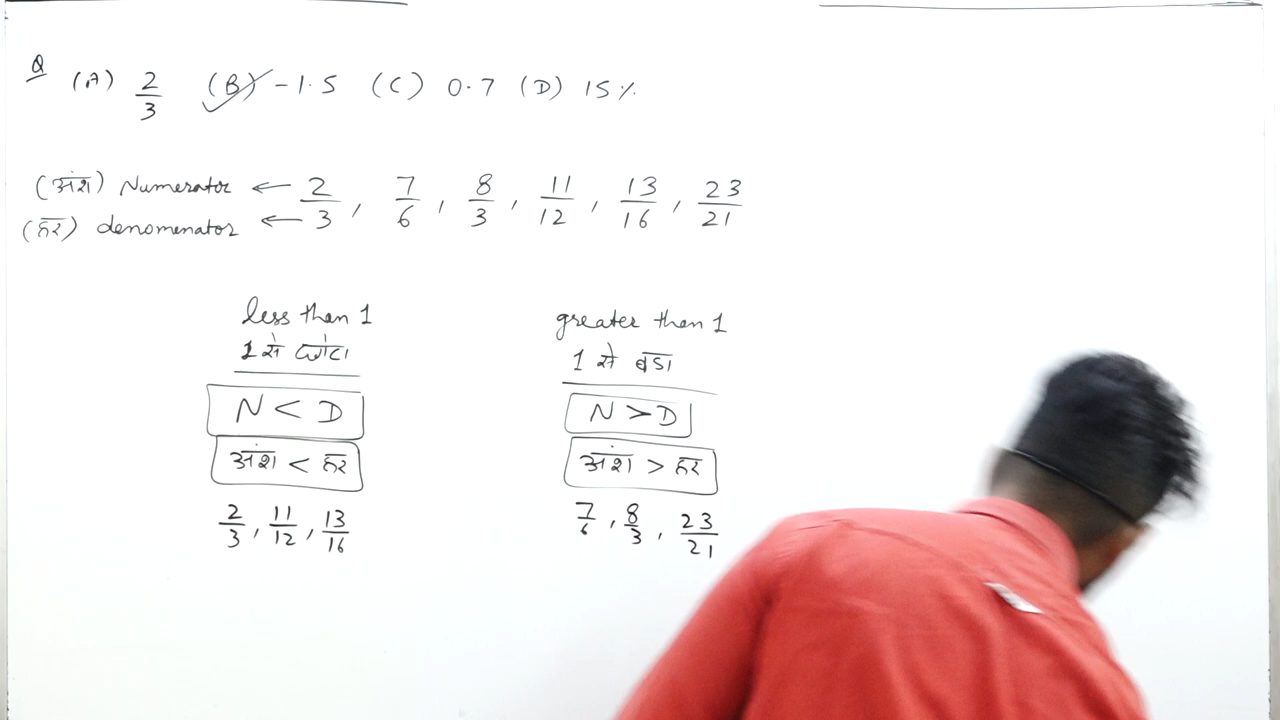 Q (A) 2/3 (B) -1.5 (C) 0.7 (D) 15%
(अंश) Numerator ← 2/3, 7/6, 8/3, 11/12, 13/16, 23/21
(हर) denomenator ←
less than 1
1 से छोटा
N < D
अंश < हर
2/3, 11/12, 13/16
greater than 1
1 से बड़ा
N > D
अंश > हर
7/6, 8/3, 23/21